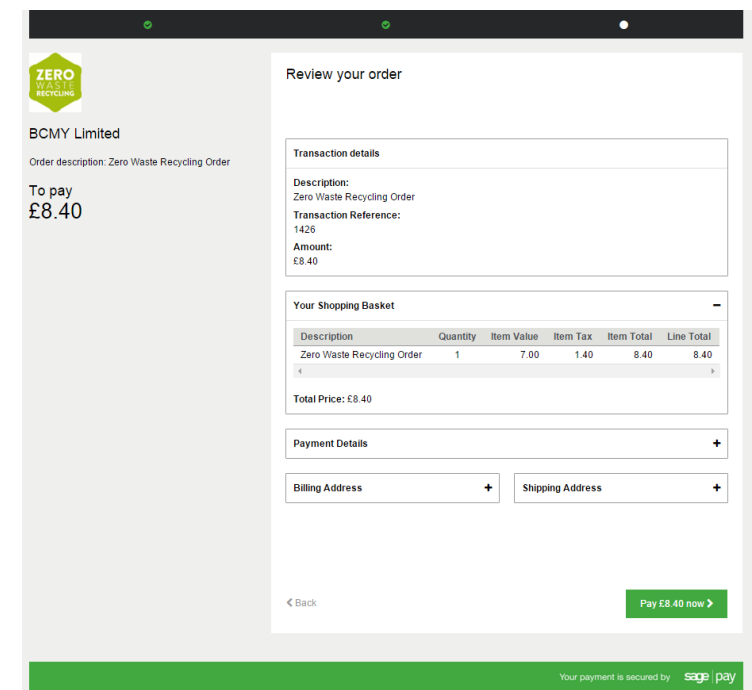 ZERO
WASTE
RECYCLING
BCMY Limited
Order description: Zero Waste Recycling Order
To pay
£8.40
Review your order
Transaction details
Description:
Zero Waste Recycling Order
Transaction Reference:
1426
Amount:
£8.40
Your Shopping Basket
Description Quantity Item Value Item Tax Item Total Line Total
Zero Waste Recycling Order 1 7.00 1.40 8.40 8.40
Total Price: £8.40
Payment Details
Billing Address
Shipping Address
Back
Pay £8.40 now
Your payment is secured by sage pay